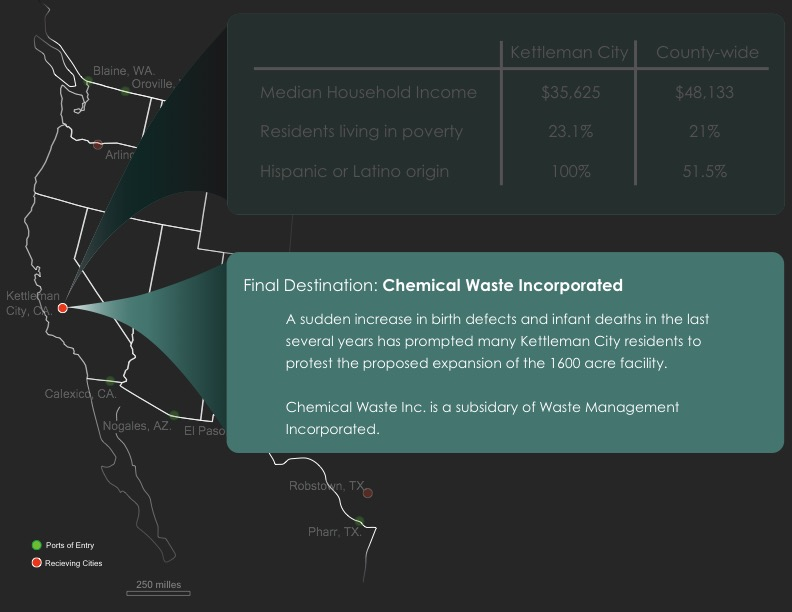 Kettleman City County-wide
Median Household Income $35,625 $48,133
Residents living in poverty 23.1% 21%
Hispanic or Latino origin 100% 51.5%
Blaine, WA.
Oroville,
Final Destination: Chemical Waste Incorporated
A sudden increase in birth defects and infant deaths in the last
several years has prompted many Kettleman City residents to
protest the proposed expansion of the 1600 acre facility.
Chemical Waste Inc. is a subsidary of Waste Management
Incorporated.
Kettleman
City, CA.
Calexico, CA.
Nogales, AZ.
El Paso
Robstown, TX.
Pharr, TX.
Ports of Entry
Recieving Cities
250 milles